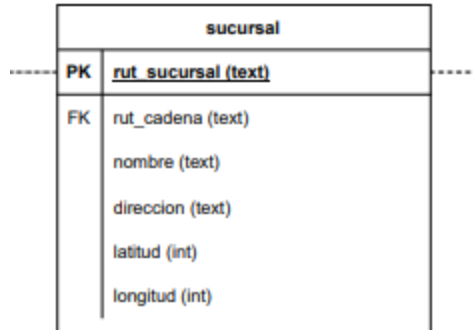 sucursal
PK rut_sucursal (text)
FK rut_cadena (text)
nombre (text)
direccion (text)
latitud (int)
longitud (int)